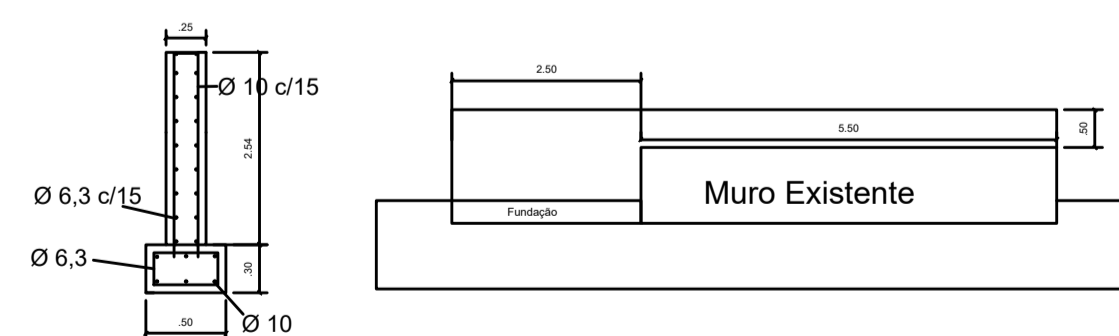 .25
Ø 10 c/15
2.54
Ø 6,3 c/15
Ø 6,3
.30
.50
Ø 10
2.50
5.50
.50
Muro Existente
Fundação